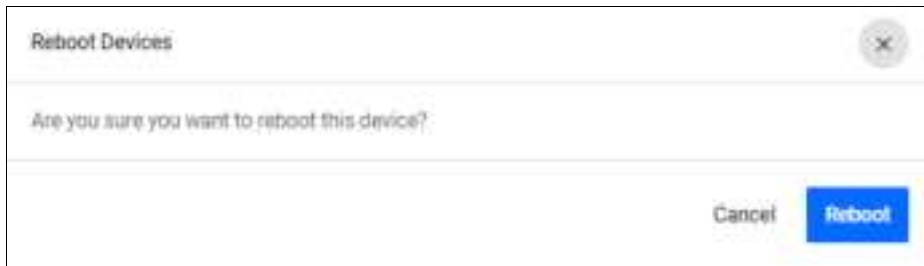 Reboot Devices
Are you sure you want to reboot this device?
Cancel Reboot